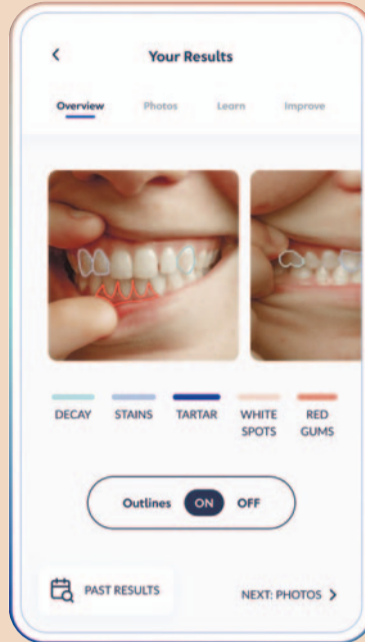 Your Results
Overview Photos Learn Improve
DECAY STAINS TARTAR WHITE SPOTS RED GUMS
Outlines ON OFF
PAST RESULTS NEXT: PHOTOS